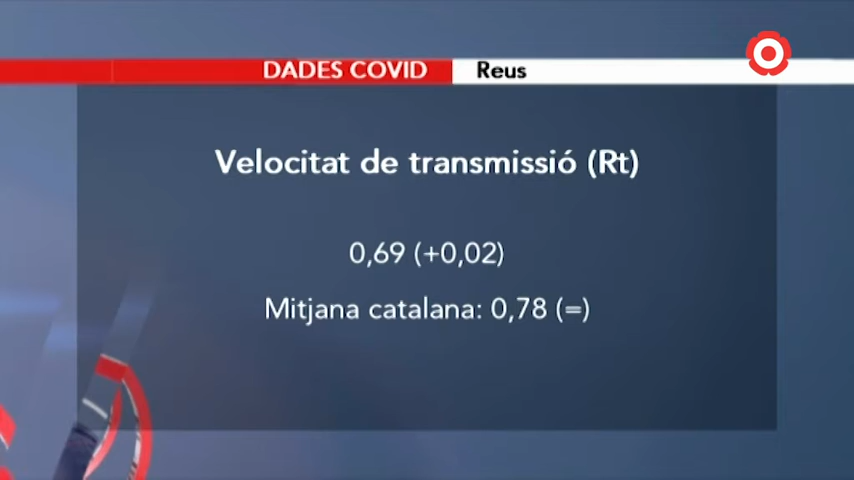 DADES COVID Reus
Velocitat de transmissió (Rt)
0,69 (+0,02)
Mitjana catalana: 0,78 (=)